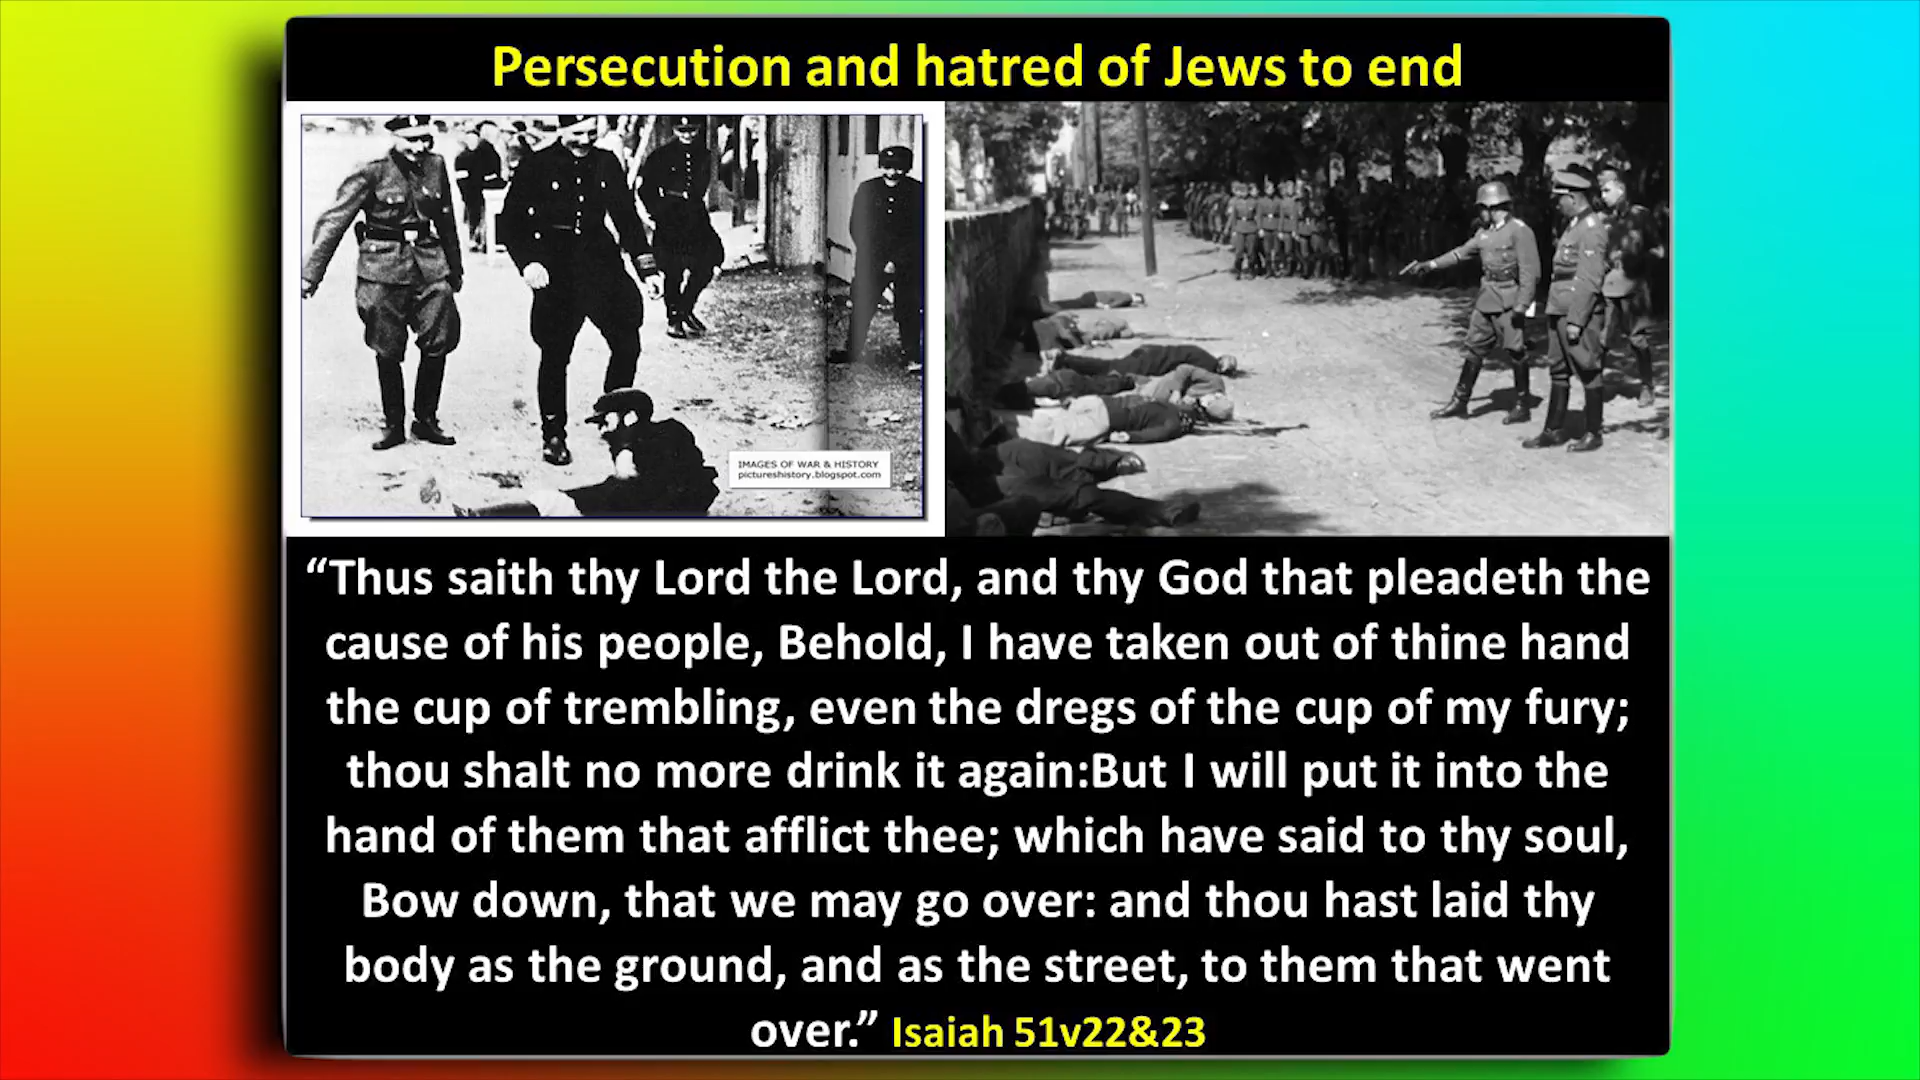 Persecution and hatred of Jews to end
IMAGES OF WAR & HISTORY
pictureshistory.blogspot.com
“Thus saith thy Lord the Lord, and thy God that pleadeth the
cause of his people, Behold, I have taken out of thine hand
the cup of trembling, even the dregs of the cup of my fury;
thou shalt no more drink it again:But I will put it into the
hand of them that afflict thee; which have said to thy soul,
Bow down, that we may go over: and thou hast laid thy
body as the ground, and as the street, to them that went
over.” Isaiah 51v22&23